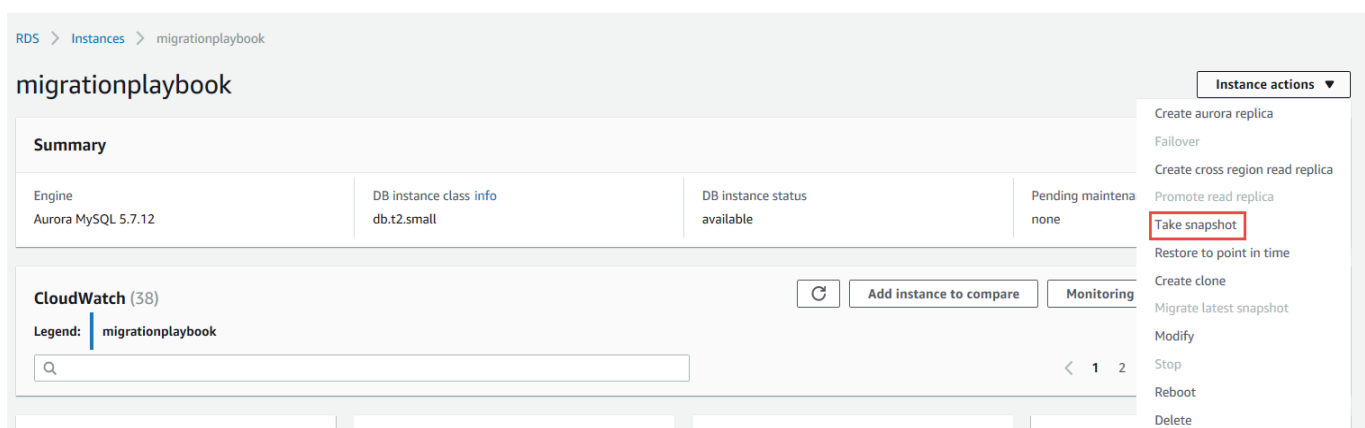 RDS > Instances > migrationplaybook
migrationplaybook
Instance actions ▼
Summary
Engine
Aurora MySQL 5.7.12
DB instance class info
db.t2.small
DB instance status
available
Pending maintena
none
CloudWatch (38)
Add instance to compare
Monitoring
Legend: migrationplaybook
< 1 2
Create aurora replica
Failover
Create cross region read replica
Promote read replica
Take snapshot
Restore to point in time
Create clone
Migrate latest snapshot
Modify
Stop
Reboot
Delete